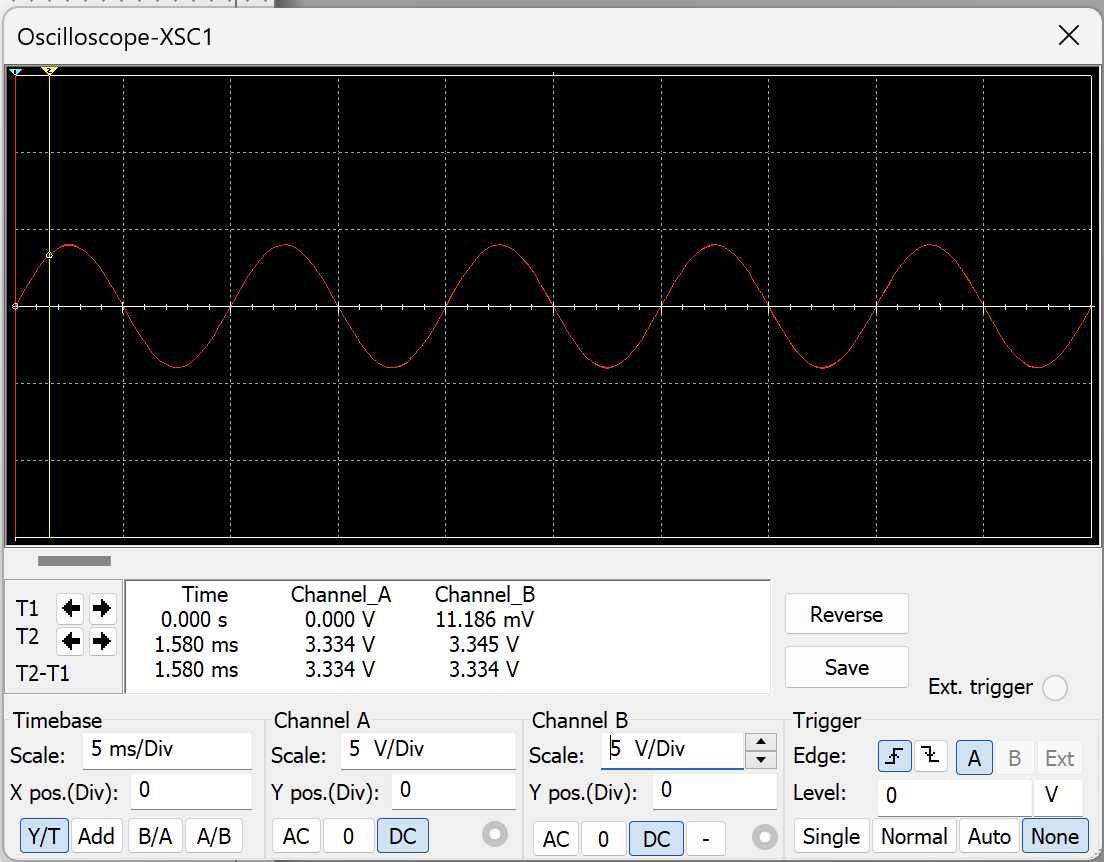 Oscilloscope-XSC1
1 2
Time Channel_A Channel_B
T1 0.000 s 0.000 V 11.186 mV
T2 1.580 ms 3.334 V 3.345 V
T2-T1 1.580 ms 3.334 V 3.334 V
Reverse
Save
Ext. trigger
Timebase Channel A Channel B Trigger
Scale: 5 ms/Div Scale: 5 V/Div Scale: 5 V/Div Edge: A B Ext
X pos.(Div): 0 Y pos.(Div): 0 Y pos.(Div): 0 Level: 0 V
Y/T Add B/A A/B AC 0 DC AC 0 DC - Single Normal Auto None